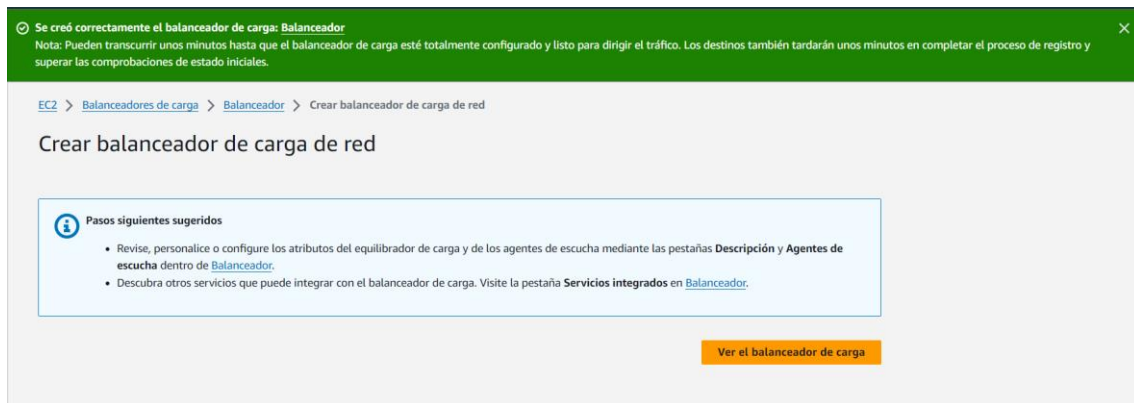 Se creó correctamente el balanceador de carga: Balanceador
Nota: Pueden transcurrir unos minutos hasta que el balanceador de carga esté totalmente configurado y listo para dirigir el tráfico. Los destinos también tardarán unos minutos en completar el proceso de registro y
superar las comprobaciones de estado iniciales.
EC2 > Balanceadores de carga > Balanceador > Crear balanceador de carga de red
Crear balanceador de carga de red
Pasos siguientes sugeridos
• Revise, personalice o configure los atributos del equilibrador de carga y de los agentes de escucha mediante las pestañas Descripción y Agentes de
escucha dentro de Balanceador.
• Descubra otros servicios que puede integrar con el balanceador de carga. Visite la pestaña Servicios integrados en Balanceador.
Ver el balanceador de carga